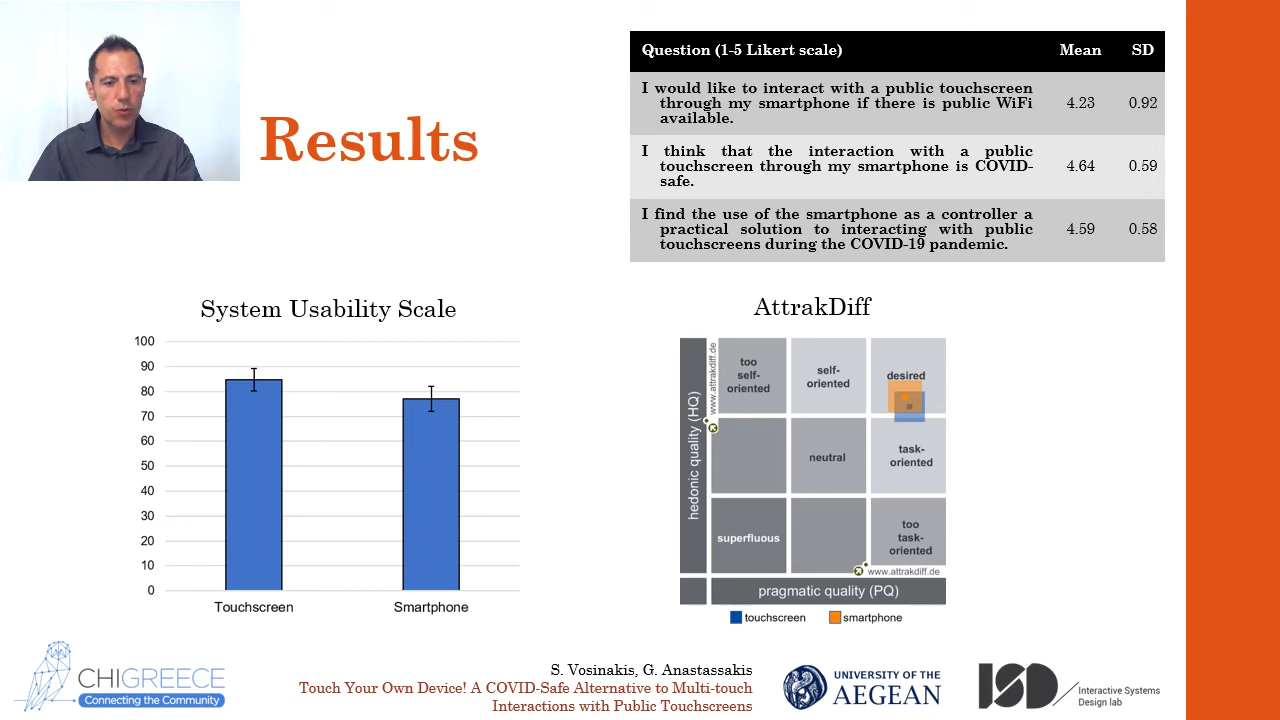 Results
Question (1-5 Likert scale) Mean SD
I would like to interact with a public touchscreen
through my smartphone if there is public WiFi
available.
4.23 0.92
I think that the interaction with a public
touchscreen through my smartphone is COVID-
safe.
4.64 0.59
I find the use of the smartphone as a controller a
practical solution to interacting with public
touchscreens during the COVID-19 pandemic.
4.59 0.58
System Usability Scale
100
90
80
70
60
50
40
30
20
10
0
Touchscreen Smartphone
AttrakDiff
hedonic quality (HQ)
www.attrakdiff.de
too
self-
oriented
self-
oriented
desired
neutral
task-
oriented
superfluous
too
task-
oriented
www.attrakdiff.de
pragmatic quality (PQ)
touchscreen smartphone
CHIGREECE
Connecting the Community
S. Vosinakis, G. Anastassakis
Touch Your Own Device! A COVID-Safe Alternative to Multi-touch
Interactions with Public Touchscreens
UNIVERSITY OF THE
AEGEAN
ISD
Interactive Systems
Design lab